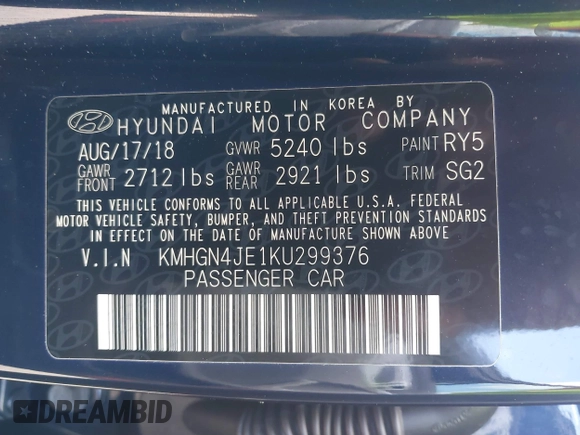 MANUFACTURED IN KOREA BY
HYUNDAI MOTOR COMPANY
AUG/17/18 GVWR 5240 lbs PAINT RY5
GAWR FRONT 2712 lbs GAWR REAR 2921 lbs TRIM SG2
THIS VEHICLE CONFORMS TO ALL APPLICABLE U.S.A. FEDERAL
MOTOR VEHICLE SAFETY, BUMPER, AND THEFT PREVENTION STANDARDS
IN EFFECT ON THE DATE OF MANUFACTURE SHOWN ABOVE
V.I.N KMHGN4JE1KU299376
PASSENGER CAR
DREAMBID